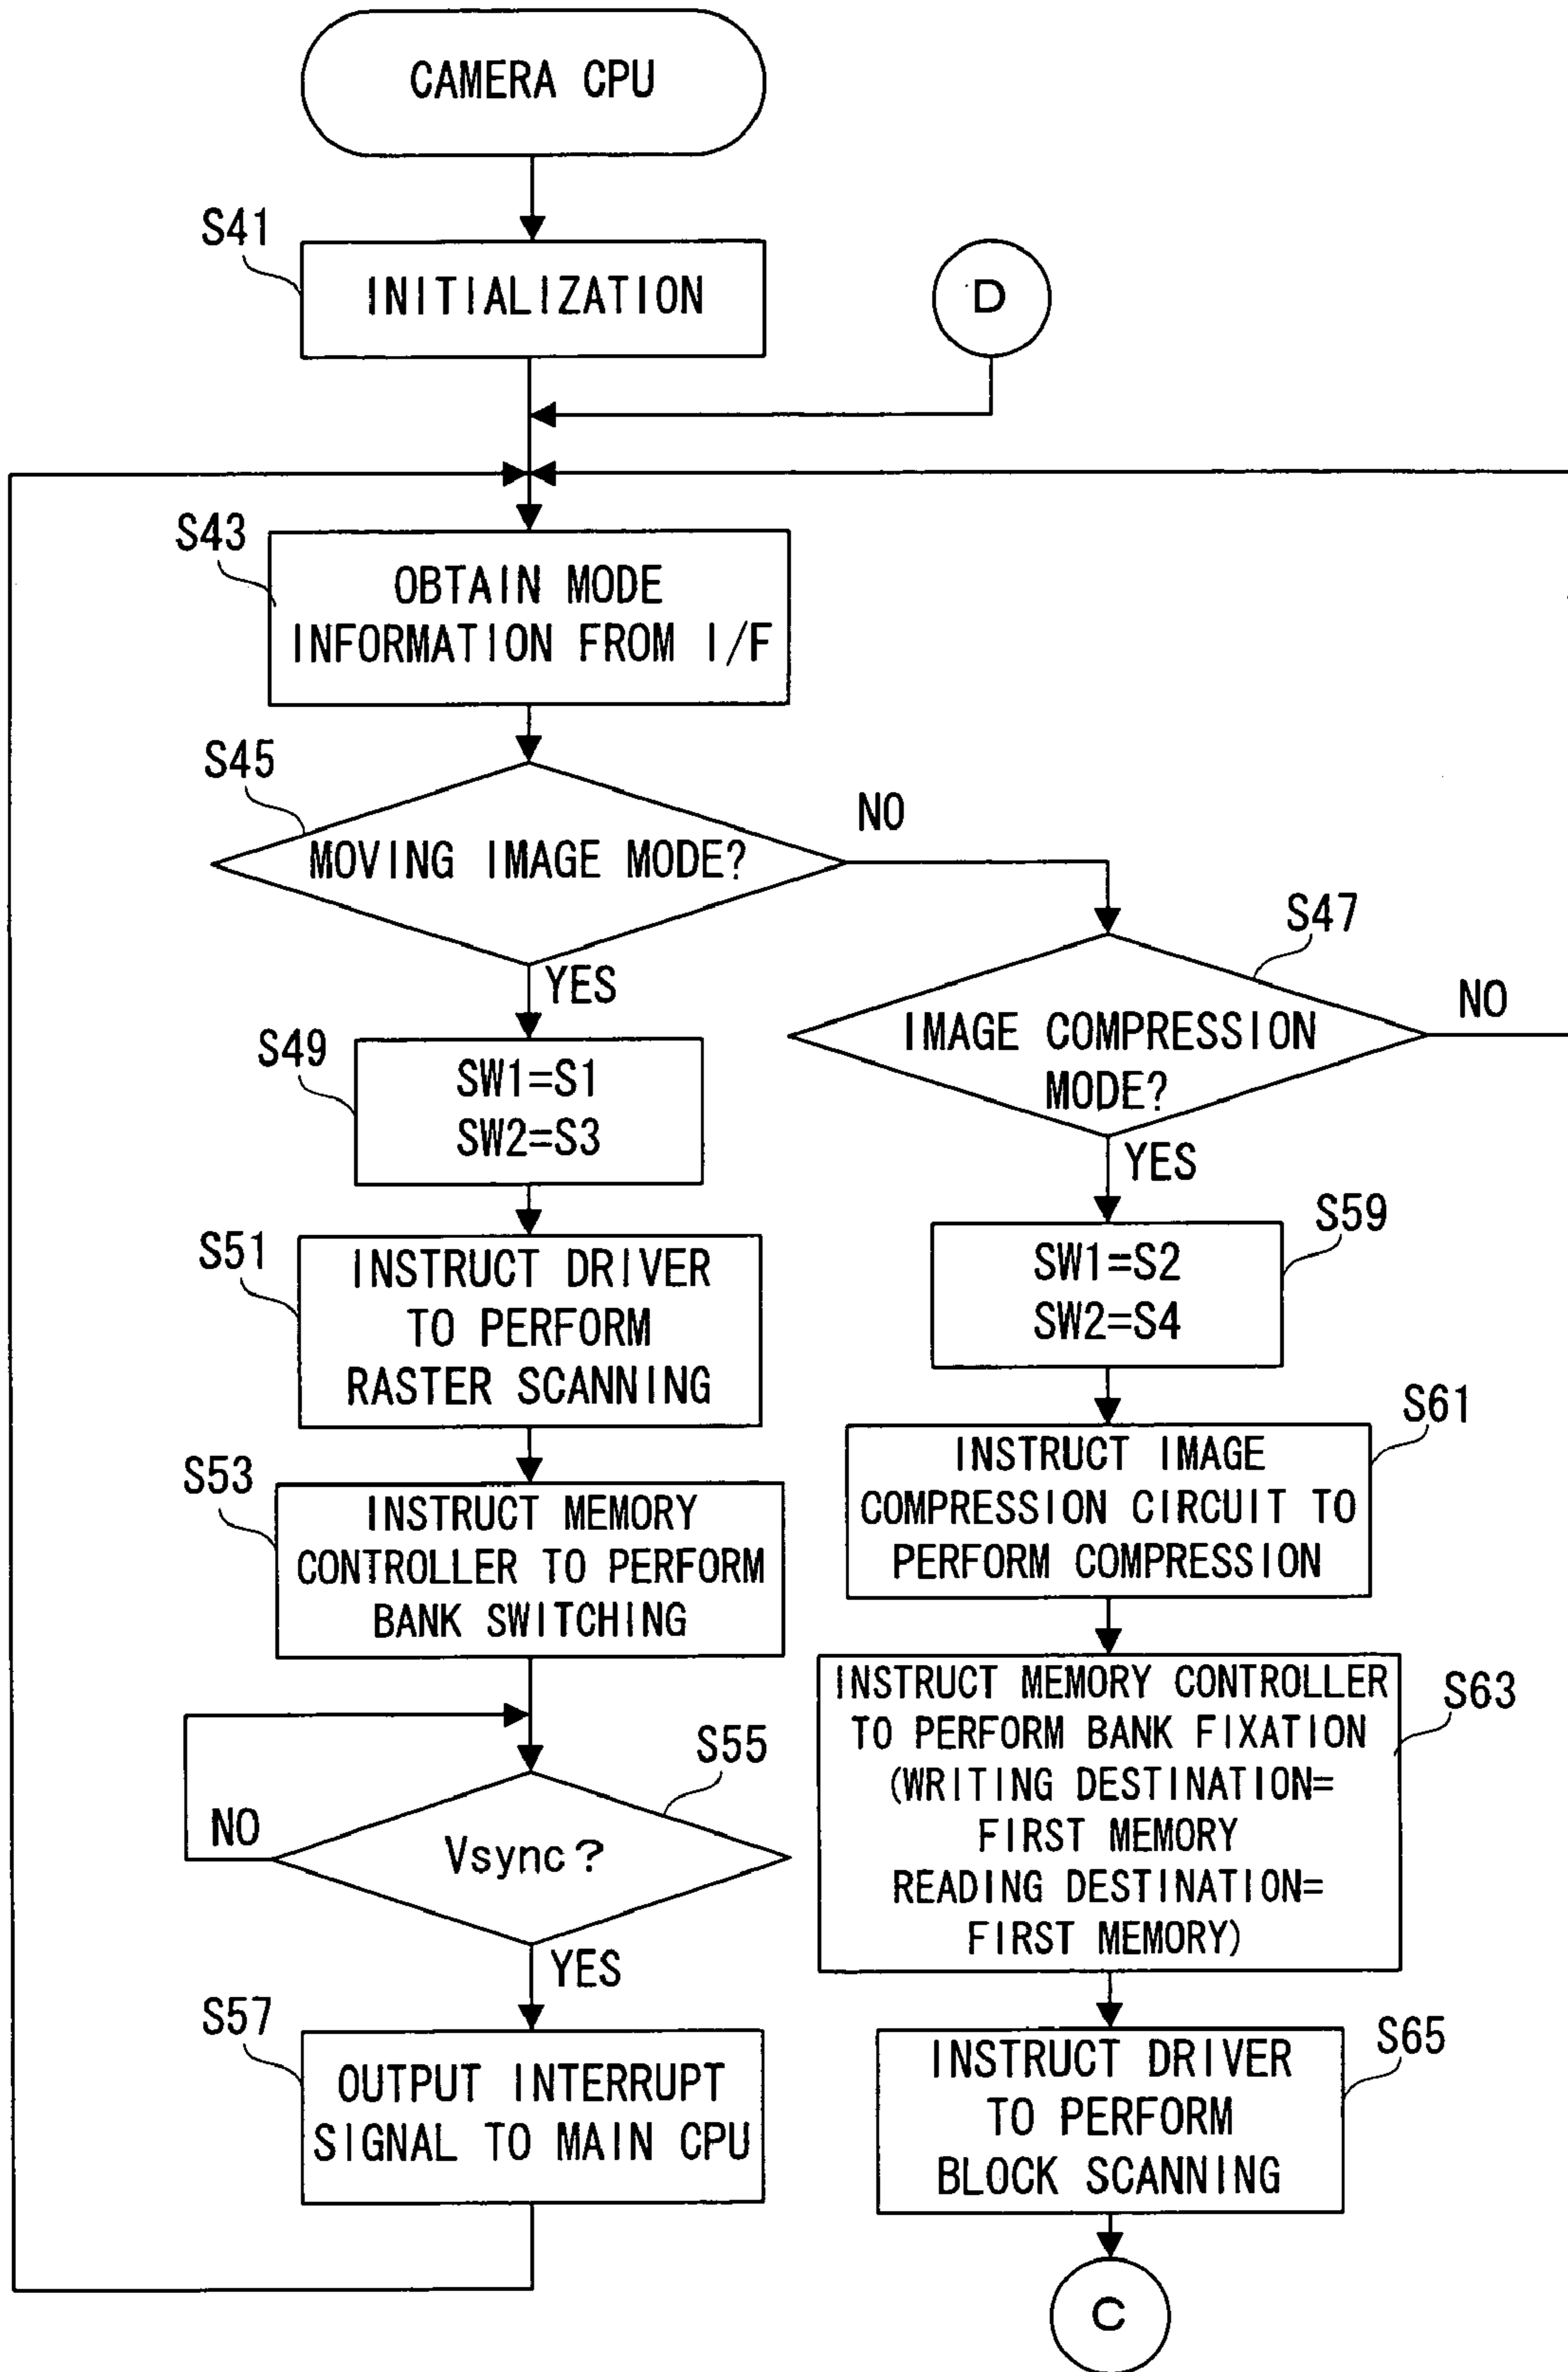 CAMERA CPU
S41
INITIALIZATION
D
S43
OBTAIN MODE
INFORMATION FROM I/F
S45
MOVING IMAGE MODE?
NO
YES
S47
IMAGE COMPRESSION
MODE?
NO
YES
S49
SW1=S1
SW2=S3
S51
INSTRUCT DRIVER
TO PERFORM
RASTER SCANNING
S53
INSTRUCT MEMORY
CONTROLLER TO PERFORM
BANK SWITCHING
S55
Vsync?
NO
YES
S57
OUTPUT INTERRUPT
SIGNAL TO MAIN CPU
S59
SW1=S2
SW2=S4
S61
INSTRUCT IMAGE
COMPRESSION CIRCUIT TO
PERFORM COMPRESSION
S63
INSTRUCT MEMORY CONTROLLER
TO PERFORM BANK FIXATION
(WRITING DESTINATION=
FIRST MEMORY
READING DESTINATION=
FIRST MEMORY)
S65
INSTRUCT DRIVER
TO PERFORM
BLOCK SCANNING
C